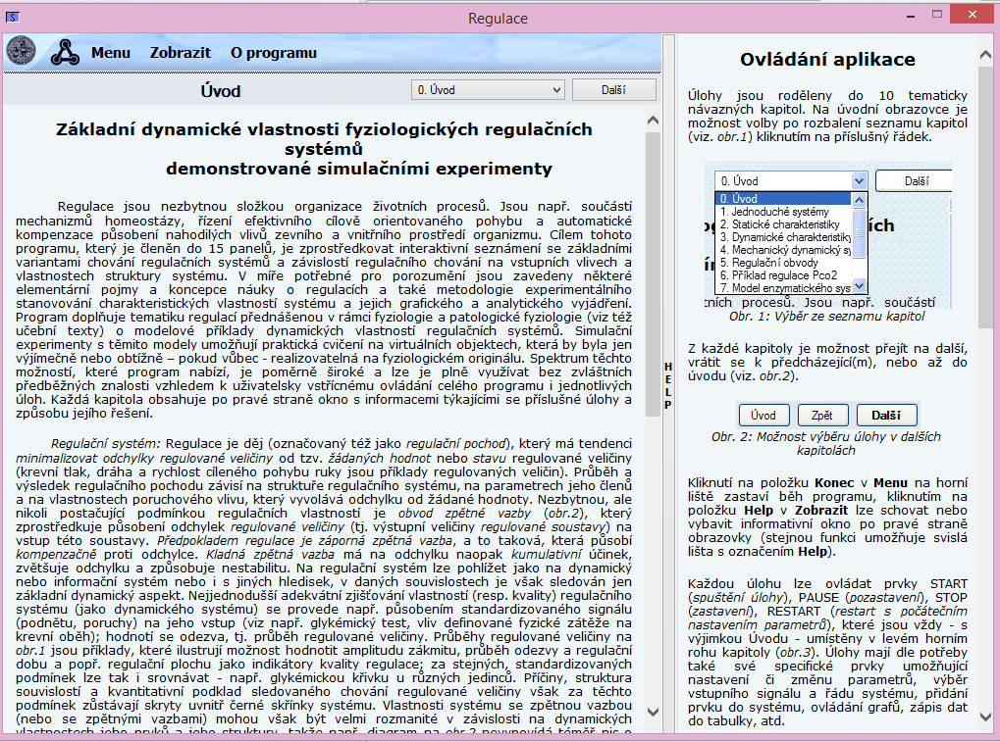 S
Regulace
Menu Zobrazit O programu
Úvod
0. Úvod
Další
Základní dynamické vlastnosti fyziologických regulačních
systémů
demonstrované simulačními experimenty
Regulace jsou nezbytnou složkou organizace životních procesů. Jsou např. součástí
mechanizmů homeostázy, řízení efektivního cílově orientovaného pohybu a automatické
kompenzace působení nahodilých vlivů zevního a vnitřního prostředí organizmu. Cílem tohoto
programu, který je členěn do 15 panelů, je zprostředkovat interaktivní seznámení se základními
variantami chování regulačních systémů a závislostí regulačního chování na vstupních vlivech a
vlastnostech struktury systému. V míře potřebné pro porozumění jsou zavedeny některé
elementární pojmy a koncepce náuky o regulacích a také metodologie experimentálního
stanovování charakteristických vlastností systému a jejich grafického a analytického vyjádření.
Program doplňuje tematiku regulací přednášenou v rámci fyziologie a patologické fyziologie (viz též
učební texty) o modelové příklady dynamických vlastností regulačních systémů. Simulační
experimenty s těmito modely umožňují praktická cvičení na virtuálních objektech, která by byla jen
výjimečně nebo obtížně – pokud vůbec - realizovatelná na fyziologickém originálu. Spektrum těchto
možností, které program nabízí, je poměrně široké a lze je plně využívat bez zvláštních
předběžných znalosti vzhledem k uživatelsky vstřícnému ovládání celého programu i jednotlivých
úloh. Každá kapitola obsahuje po pravé straně okno s informacemi týkajícími se příslušné úlohy a
způsobu jejího řešení.
Regulační systém: Regulace je děj (označovaný též jako regulační pochod), který má tendenci
minimalizovat odchylky regulované veličiny od tzv. žádaných hodnot nebo stavu regulované veličiny
(krevní tlak, dráha a rychlost cíleného pohybu ruky jsou příklady regulovaných veličin). Průběh a
výsledek regulačního pochodu závisí na struktuře regulačního systému, na parametrech jeho členů
a na vlastnostech poruchového vlivu, který vyvolává odchylku od žádané hodnoty. Nezbytnou, ale
nikoli postačující podmínkou regulačních vlastností je obvod zpětné vazby (obr.2), který
zprostředkuje působení odchylek regulované veličiny (tj. výstupní veličiny regulované soustavy) na
vstup této soustavy. Předpokladem regulace je záporná zpětná vazba, a to taková, která působí
kompenzačně proti odchylce. Kladná zpětná vazba má na odchylku naopak kumulativní účinek,
zvětšuje odchylku a způsobuje nestabilitu. Na regulační systém lze pohlížet jako na dynamický
nebo informační systém nebo i s jiných hledisek, v daných souvislostech je však sledován jen
základní dynamický aspekt. Nejjednodušší adekvátní zjišťování vlastností (resp. kvality) regulačního
systému (jako dynamického systému) se provede např. působením standardizovaného signálu
(podnětu, poruchy) na jeho vstup (viz např. glykémický test, vliv definované fyzické zátěže na
krevní oběh); hodnotí se odezva, tj. průběh regulované veličiny. Průběhy regulované veličiny na
obr.1 jsou příklady, které ilustrují možnost hodnotit amplitudu zákmitu, průběh odezvy a regulační
dobu a popř. regulační plochu jako indikátory kvality regulace; za stejných, standardizovaných
podmínek lze tak i srovnávat - např. glykémickou křivku u různých jedinců. Příčiny, struktura
souvislostí a kvantitativní podklad sledovaného chování regulované veličiny však za těchto
podmínek zůstávají skryty uvnitř černé skřínky systému. Vlastnosti systému se zpětnou vazbou
(nebo se zpětnými vazbami) mohou však být velmi rozmanité v závislosti na dynamických
vlastnostech jeho prvků a jeho struktury, takže např. diagram na obr.2 nevypovídá téměř nic o
HELP
Ovládání aplikace
Úlohy jsou roděleny do 10 tematicky
návazných kapitol. Na úvodní obrazovce je
možnost volby po rozbalení seznamu kapitol
(viz. obr.1) kliknutím na příslušný řádek.
0. Úvod
Další
0. Úvod
1. Jednoduché systémy
2. Statické charakteristiky
3. Dynamické charakteristiky
4. Mechanický dynamický sy
5. Regulační obvody
6. Příklad regulace Pco2
7. Model enzymatického sys
ích
Obr. 1: Výběr ze seznamu kapitol
Z každé kapitoly je možnost přejít na další,
vrátit se k předcházející(m), nebo až do
úvodu (viz. obr.2).
Úvod Zpět Další
Obr. 2: Možnost výběru úlohy v dalších
kapitolách
Kliknutí na položku Konec v Menu na horní
liště zastaví běh programu, kliknutím na
položku Help v Zobrazit lze schovat nebo
vybavit informativní okno po pravé straně
obrazovky (stejnou funkci umožňuje svislá
lišta s označením Help).
Každou úlohu lze ovládat prvky START
(spuštění úlohy), PAUSE (pozastavení), STOP
(zastavení), RESTART (restart s počátečním
nastavením parametrů), které jsou vždy - s
výjimkou Úvodu - umístěny v levém horním
rohu kapitoly (obr.3). Úlohy mají dle potřeby
také své specifické prvky umožňující
nastavení či změnu parametrů, výběr
vstupního signálu a řádu systému, přidání
prvku do systému, ovládání grafů, zápis dat
do tabulky, atd.